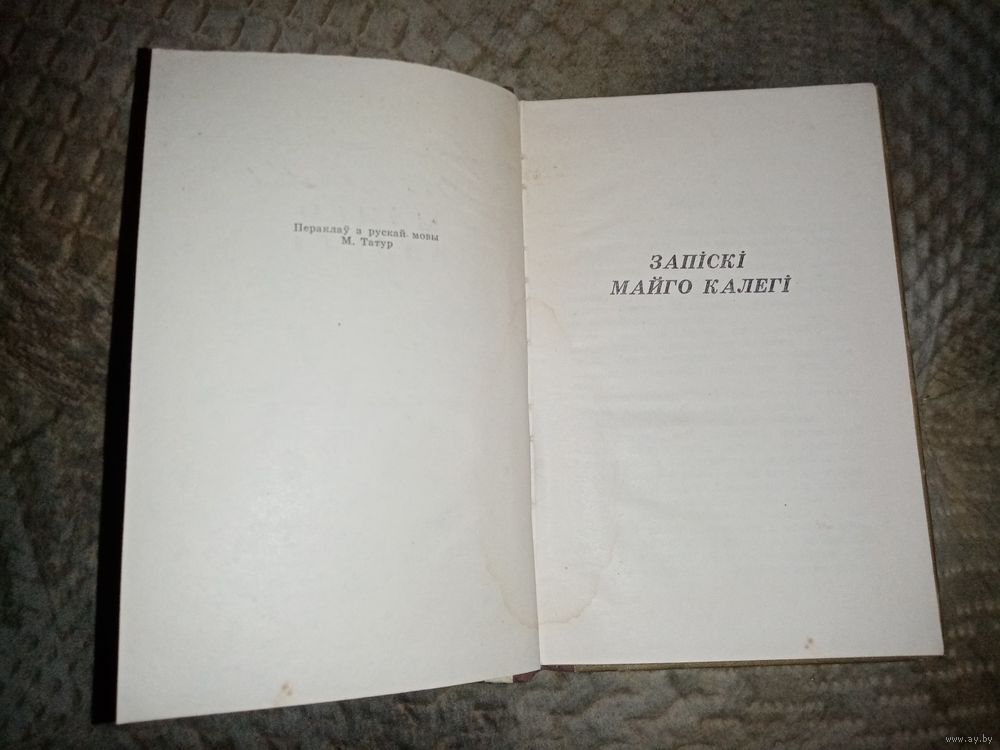 Пераклаў з рускай мовы
М. Татур
ЗАПІСКІ
МАЙГО КАЛЕГІ
www.ay.by